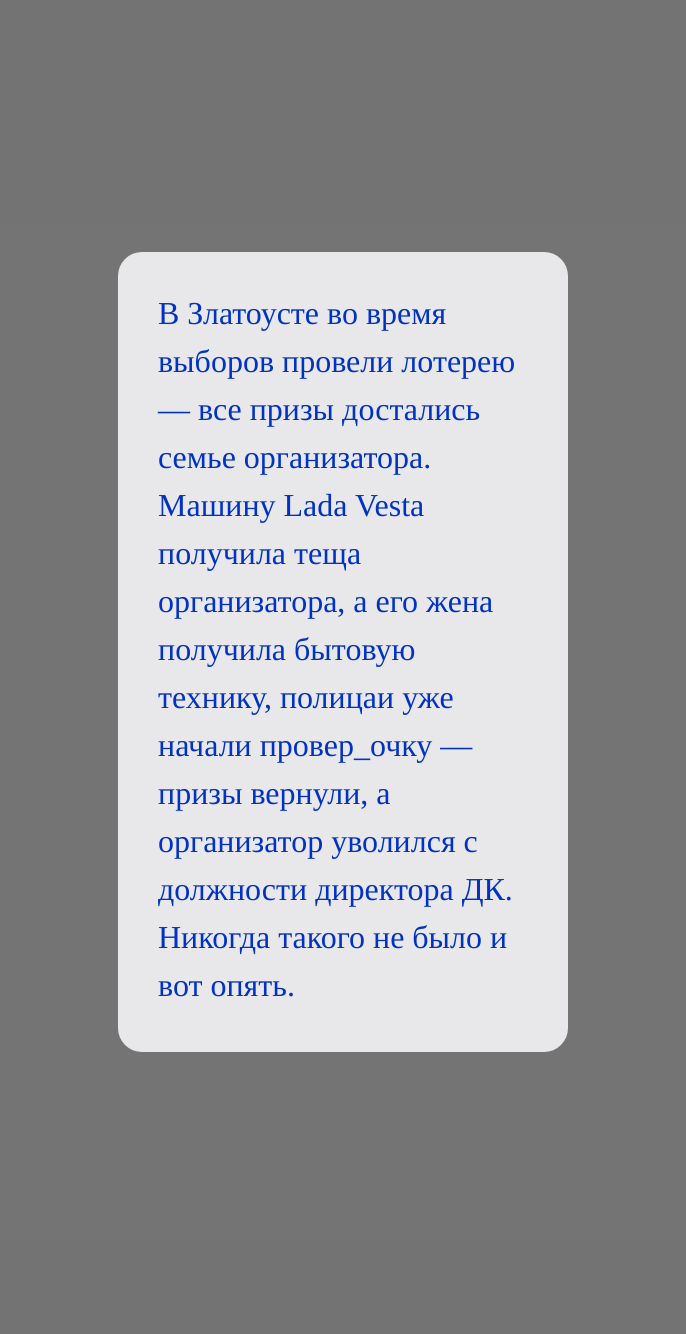 В Златоусте во время
выборов провели лотерею
— все призы достались
семье организатора.
Машину Lada Vesta
получила теща
организатора, а его жена
получила бытовую
технику, полицаи уже
начали провер_очку —
призы вернули, а
организатор уволился с
должности директора ДК.
Никогда такого не было и
вот опять.